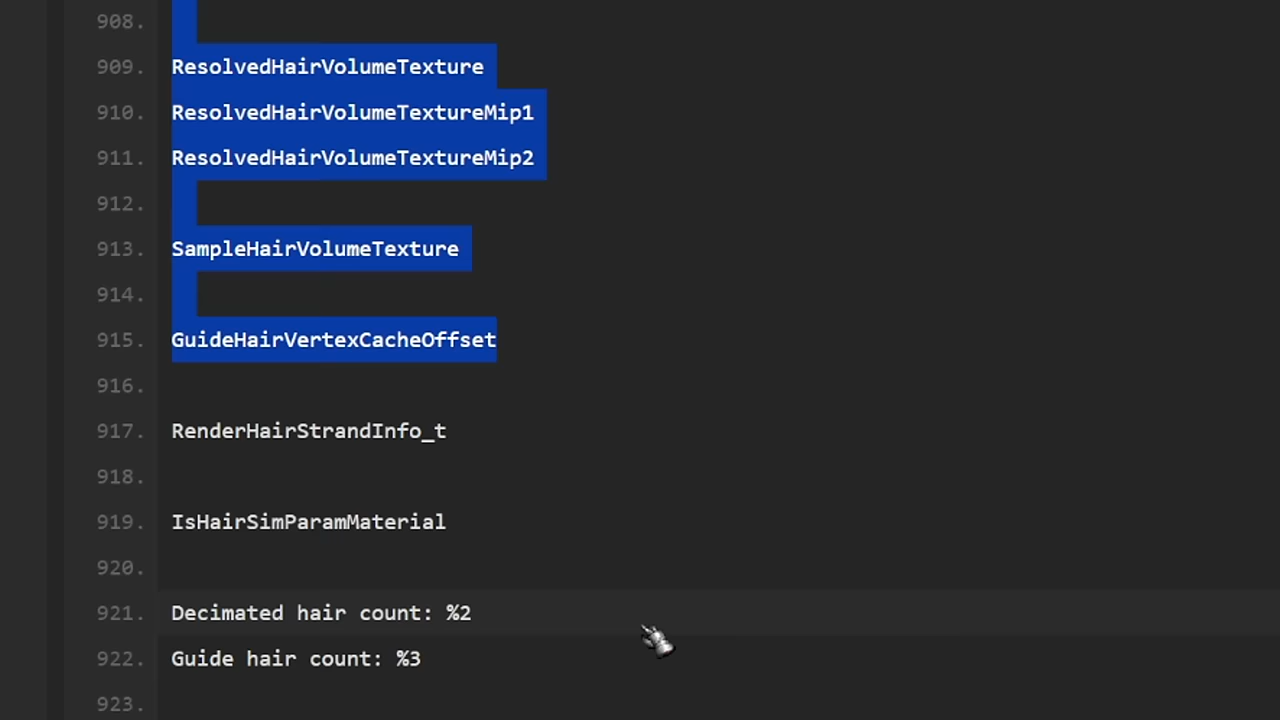 908.
909. ResolvedHairVolumeTexture
910. ResolvedHairVolumeTextureMip1
911. ResolvedHairVolumeTextureMip2
912.
913. SampleHairVolumeTexture
914.
915. GuideHairVertexCacheOffset
916.
917. RenderHairStrandInfo_t
918.
919. IsHairSimParamMaterial
920.
921. Decimated hair count: %2
922. Guide hair count: %3
923.